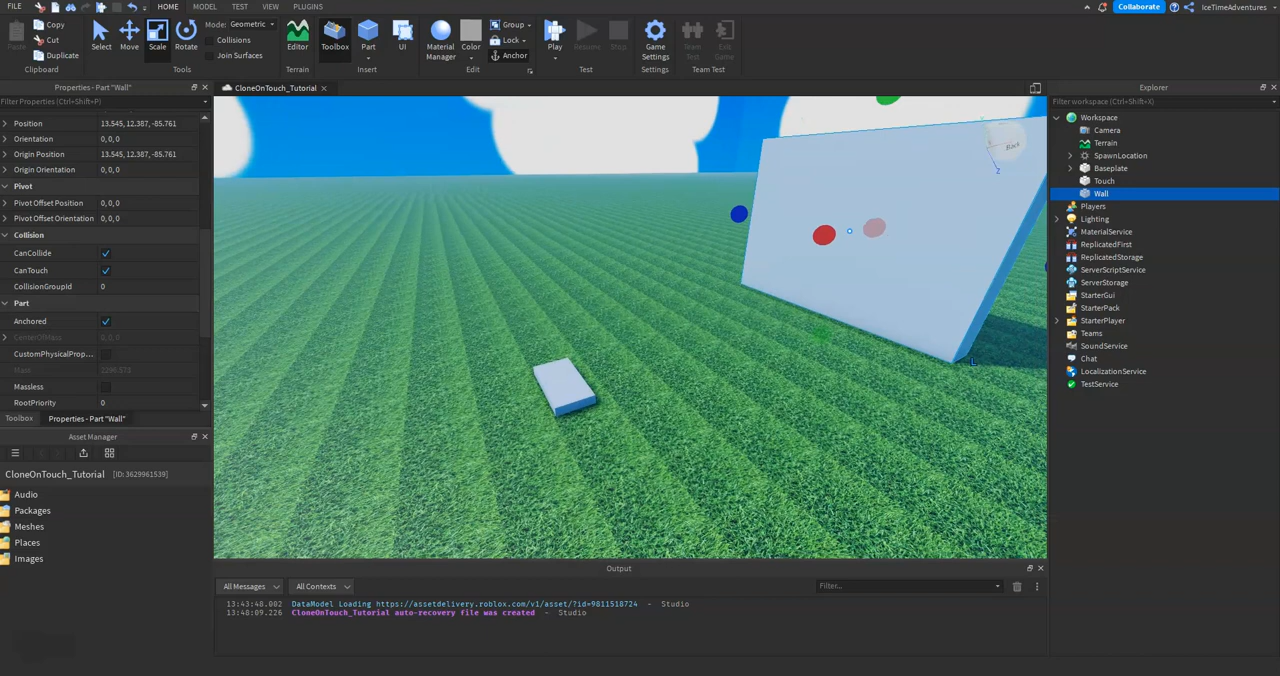 FILE HOME MODEL TEST VIEW PLUGINS Collaborate IceTimeAdventures
Paste Copy Cut Duplicate Select Move Scale Rotate Mode: Geometric Collisions Join Surfaces Editor Toolbox Part UI Material Manager Color Group Lock Anchor Play Resume Stop Game Settings Team Test Exit Game
Clipboard Tools Terrain Insert Edit Test Settings Team Test
Properties - Part "Wall"
Filter Properties (Ctrl+Shift+P)
Position 13.545, 12.387, -85.761
Orientation 0, 0, 0
Origin Position 13.545, 12.387, -85.761
Origin Orientation 0, 0, 0
Pivot
Pivot Offset Position 0, 0, 0
Pivot Offset Orientation 0, 0, 0
Collision
CanCollide
CanTouch
CollisionGroupId 0
Part
Anchored
CenterOfMass 0, 0, 0
CustomPhysicalProp...
Mass 2296.573
Massless
RootPriority 0
Toolbox Properties - Part "Wall"
Asset Manager
CloneOnTouch_Tutorial [ID: 3629961539]
Audio
Packages
Meshes
Places
Images
CloneOnTouch_Tutorial
Back
Z
L
Output
All Messages All Contexts Filter...
13:43:48.002 DataModel Loading https://assetdelivery.roblox.com/v1/asset/?id=9811518724 - Studio
13:48:09.226 CloneOnTouch_Tutorial auto-recovery file was created - Studio
Explorer
Filter workspace (Ctrl+Shift+X)
Workspace
Camera
Terrain
SpawnLocation
Baseplate
Touch
Wall
Players
Lighting
MaterialService
ReplicatedFirst
ReplicatedStorage
ServerScriptService
ServerStorage
StarterGui
StarterPack
StarterPlayer
Teams
SoundService
Chat
LocalizationService
TestService